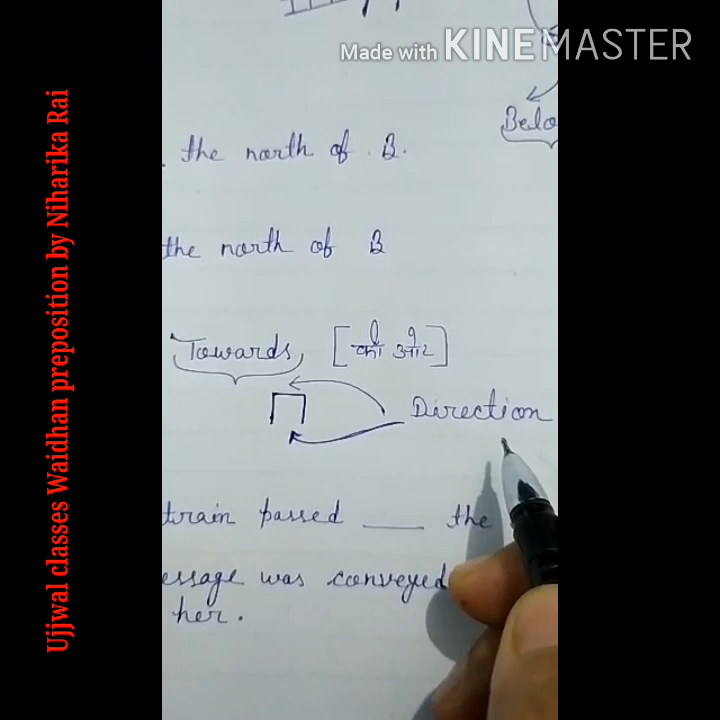 Made with KINEMASTER
Ujjwal classes Waidhan preposition by Niharika Rai
Belo
the north of B.
the north of B
Towards [की ओर]
Direction
train passed ____ the
essage was conveyed
her.